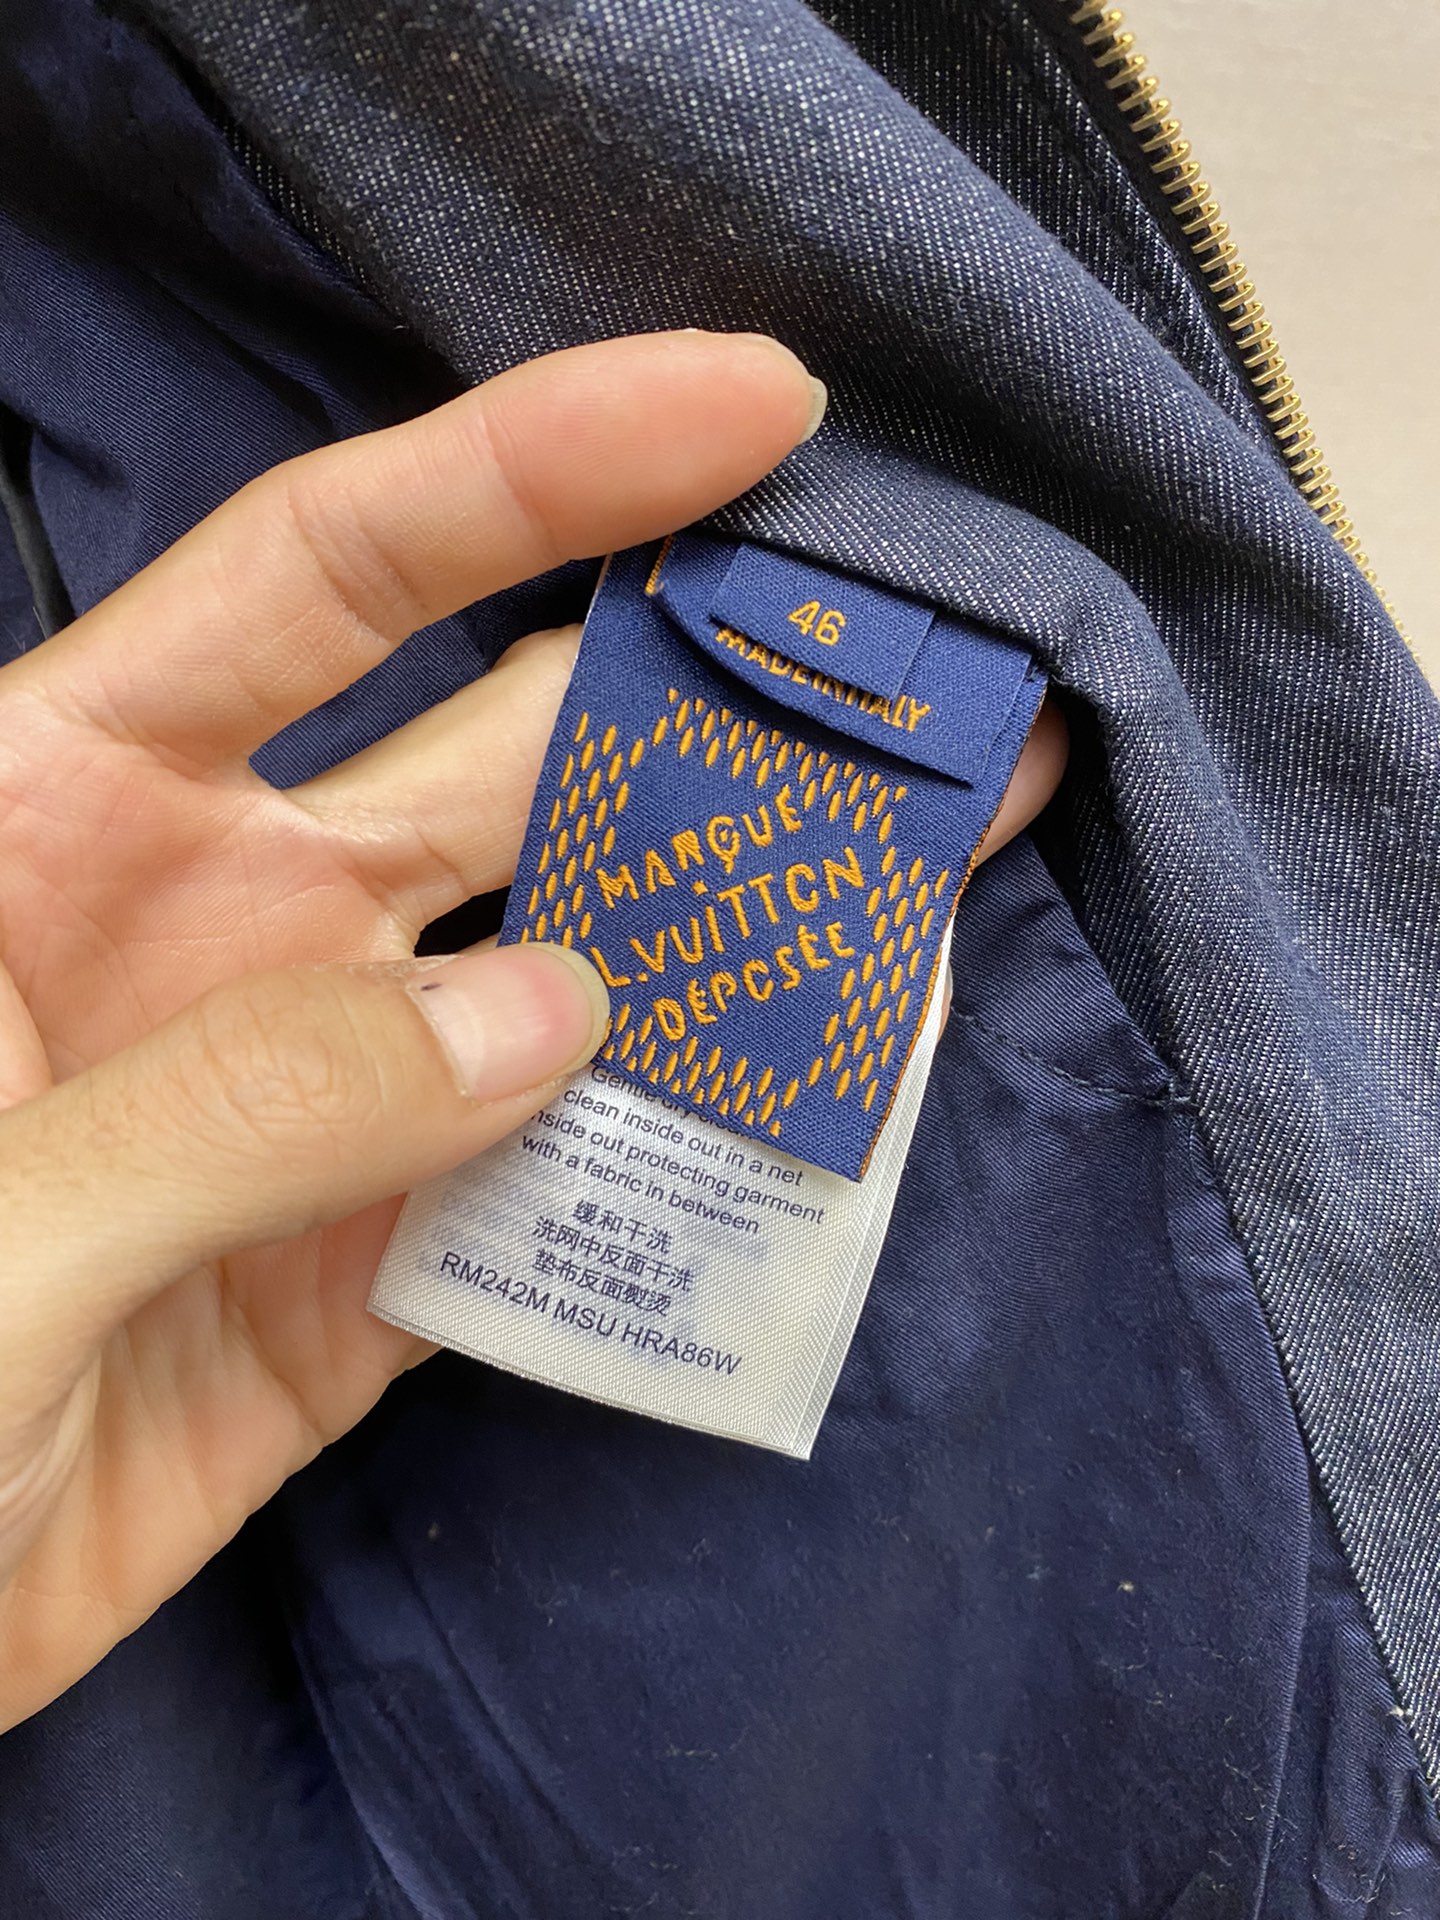 46
MADE IN ITALY
MARQUE
L.VUITTON
DÉPOSÉE
Gentle
clean inside out in a net
inside out protecting garment
with a fabric in between
缓和干洗
洗网中反面干洗
垫布反面熨烫
RM242M MSU HRA86W